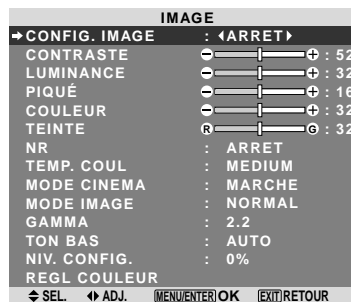 IMAGE
➔CONFIG. IMAGE : ◀ARRET▶
CONTRASTE : 52
LUMINANCE : 32
PIQUÉ : 16
COULEUR : 32
TEINTE R G : 32
NR : ARRET
TEMP. COUL : MEDIUM
MODE CINEMA : MARCHE
MODE IMAGE : NORMAL
GAMMA : 2.2
TON BAS : AUTO
NIV. CONFIG. : 0%
REGL COULEUR
SEL. ADJ. MENU/ENTER OK EXIT RETOUR